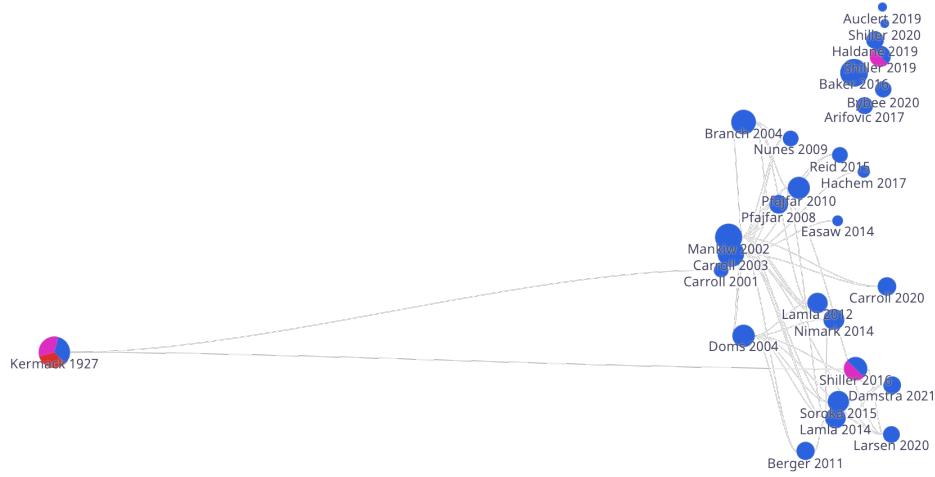 Auclert 2019
Shiller 2020
Haldane 2019
Shiller 2019
Baker 2016
Bybee 2020
Arifovic 2017
Branch 2004
Nunes 2009
Reid 2015
Hachem 2017
Pfajfar 2010
Pfajfar 2008
Easaw 2014
Mankiw 2002
Carroll 2003
Carroll 2001
Carroll 2020
Lamla 2012
Nimark 2014
Doms 2004
Kermack 1927
Shiller 2016
Damstra 2021
Soroka 2015
Lamla 2014
Larsen 2020
Berger 2011